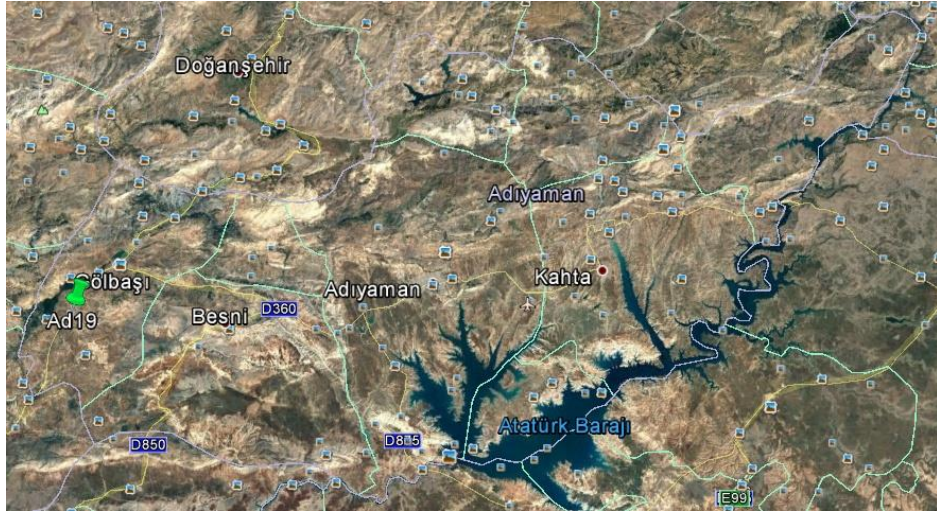 Doğanşehir
Adıyaman
Kahta
Gölbaşı
Adıyaman
D360
Ad19
Besni
Atatürk Barajı
D850
E99